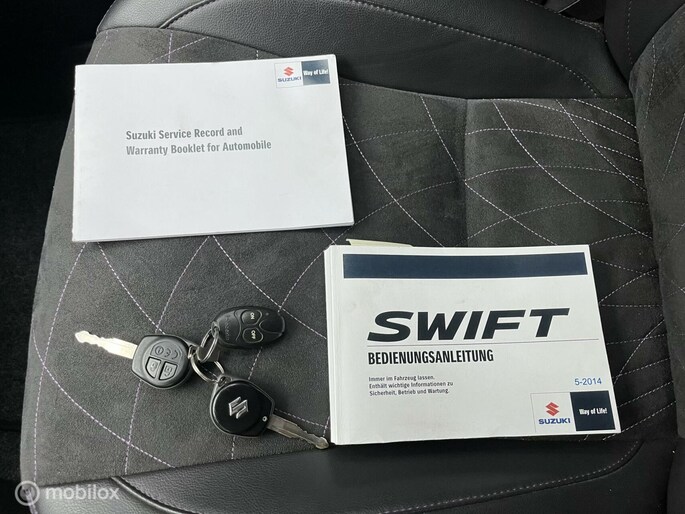 SUZUKI
Way of Life!
Suzuki Service Record and
Warranty Booklet for Automobile
SWIFT
BEDIENUNGSANLEITUNG
Immer im Fahrzeug lassen.
Enthält wichtige Informationen zu
Sicherheit, Betrieb und Wartung.
5-2014
SUZUKI
Way of Life!
mobilox